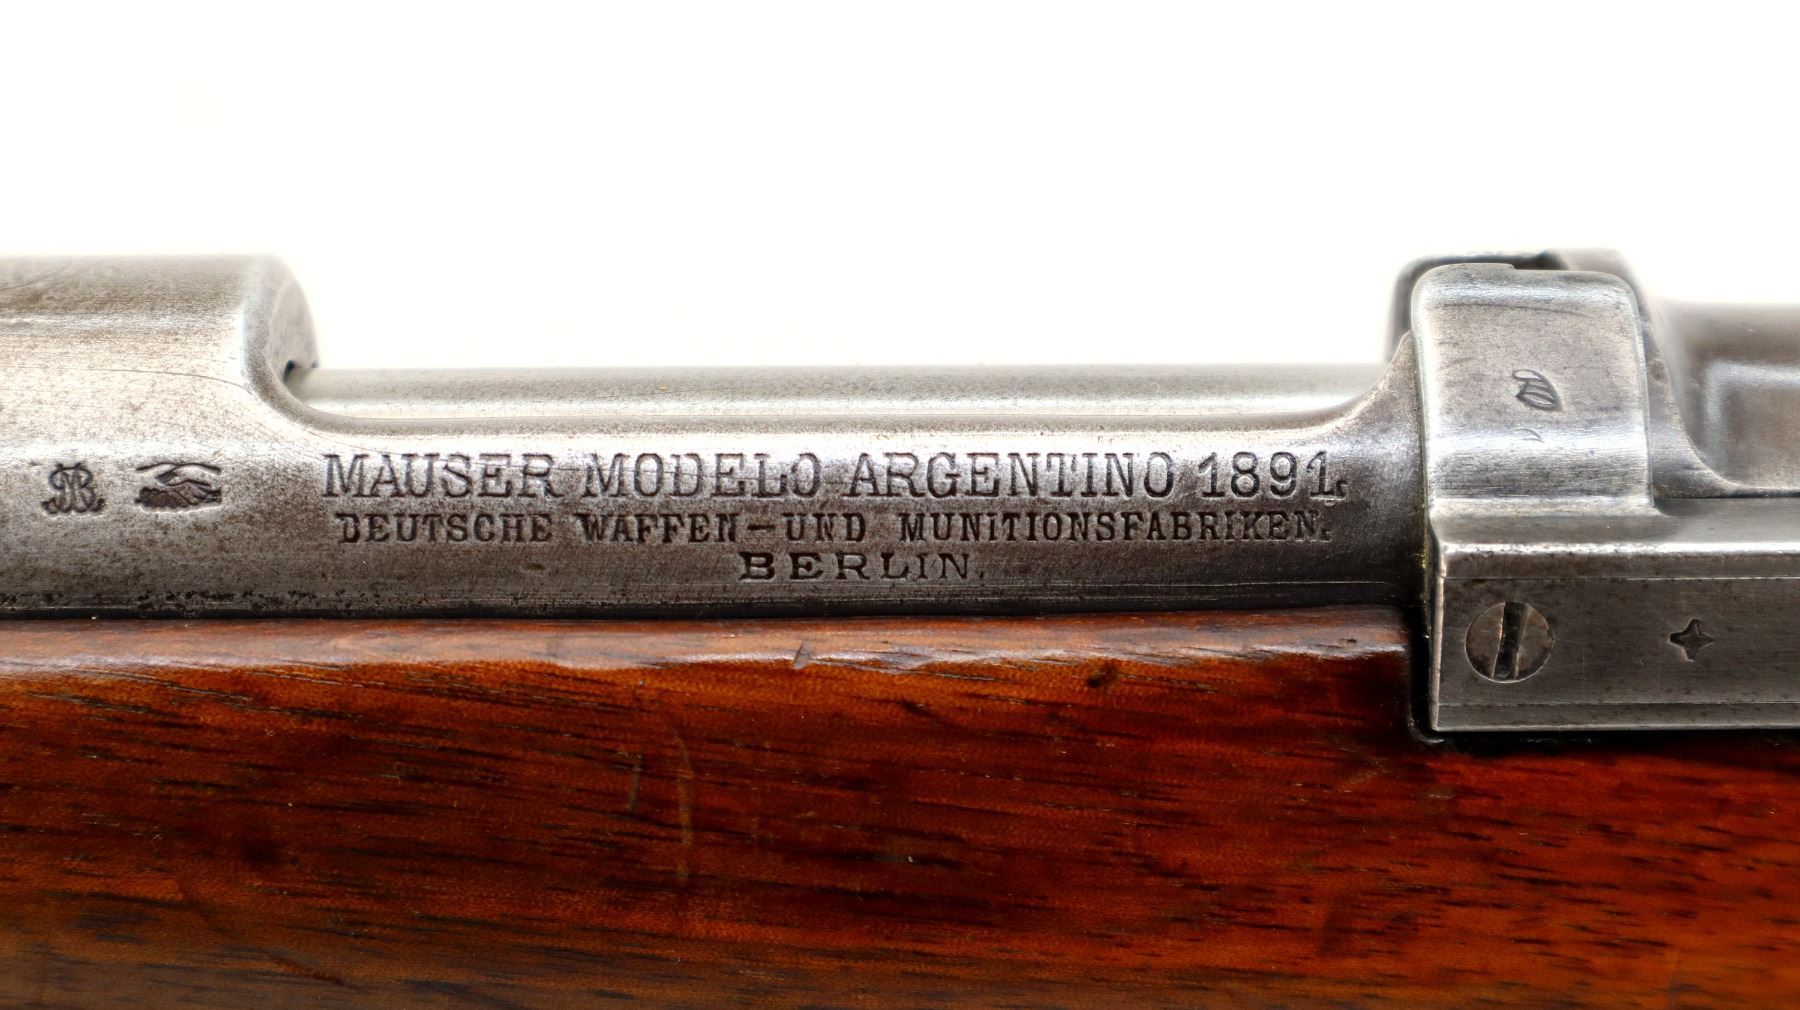 MAUSER MODELO ARGENTINO 1891.
DEUTSCHE WAFFEN-UND MUNITIONSFABRIKEN.
BERLIN.